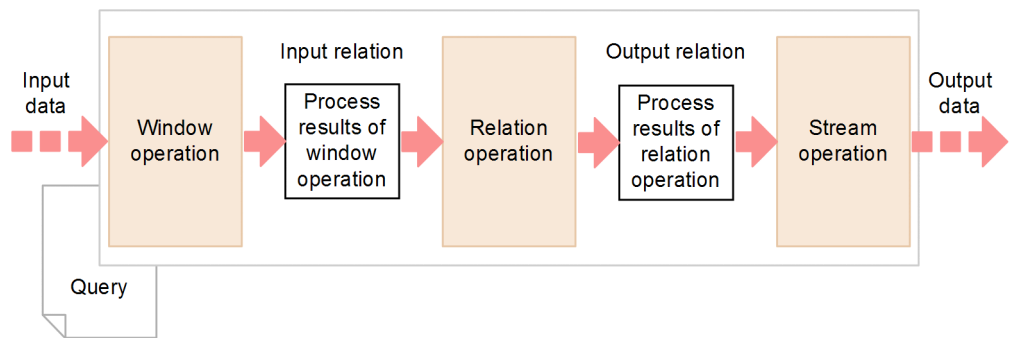 Input
data
Window
operation
Input relation
Process
results of
window
operation
Relation
operation
Output relation
Process
results of
relation
operation
Stream
operation
Output
data
Query